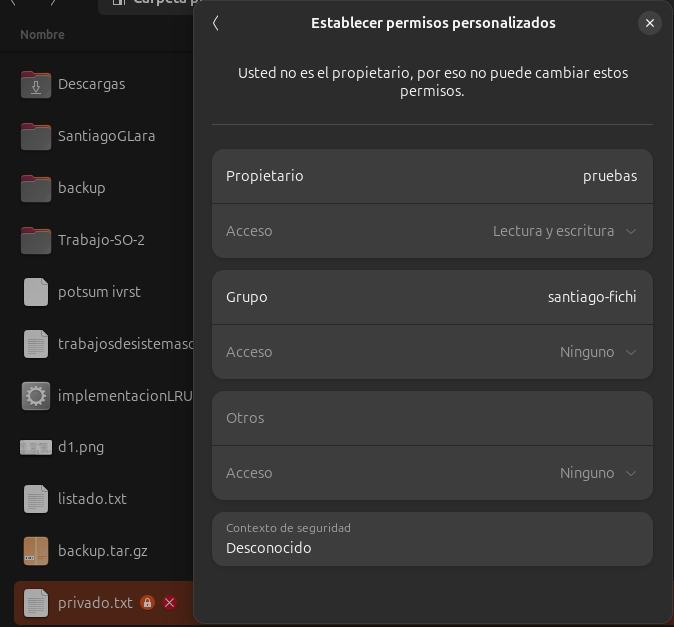 Carpeta p
Nombre
Descargas
SantiagoGLara
backup
Trabajo-SO-2
potsum ivrst
trabajosdesistemasc
implementacionLRU
d1.png
listado.txt
backup.tar.gz
privado.txt
Establecer permisos personalizados
Usted no es el propietario, por eso no puede cambiar estos
permisos.
Propietario pruebas
Acceso Lectura y escritura
Grupo santiago-fichi
Acceso Ninguno
Otros
Acceso Ninguno
Contexto de seguridad
Desconocido